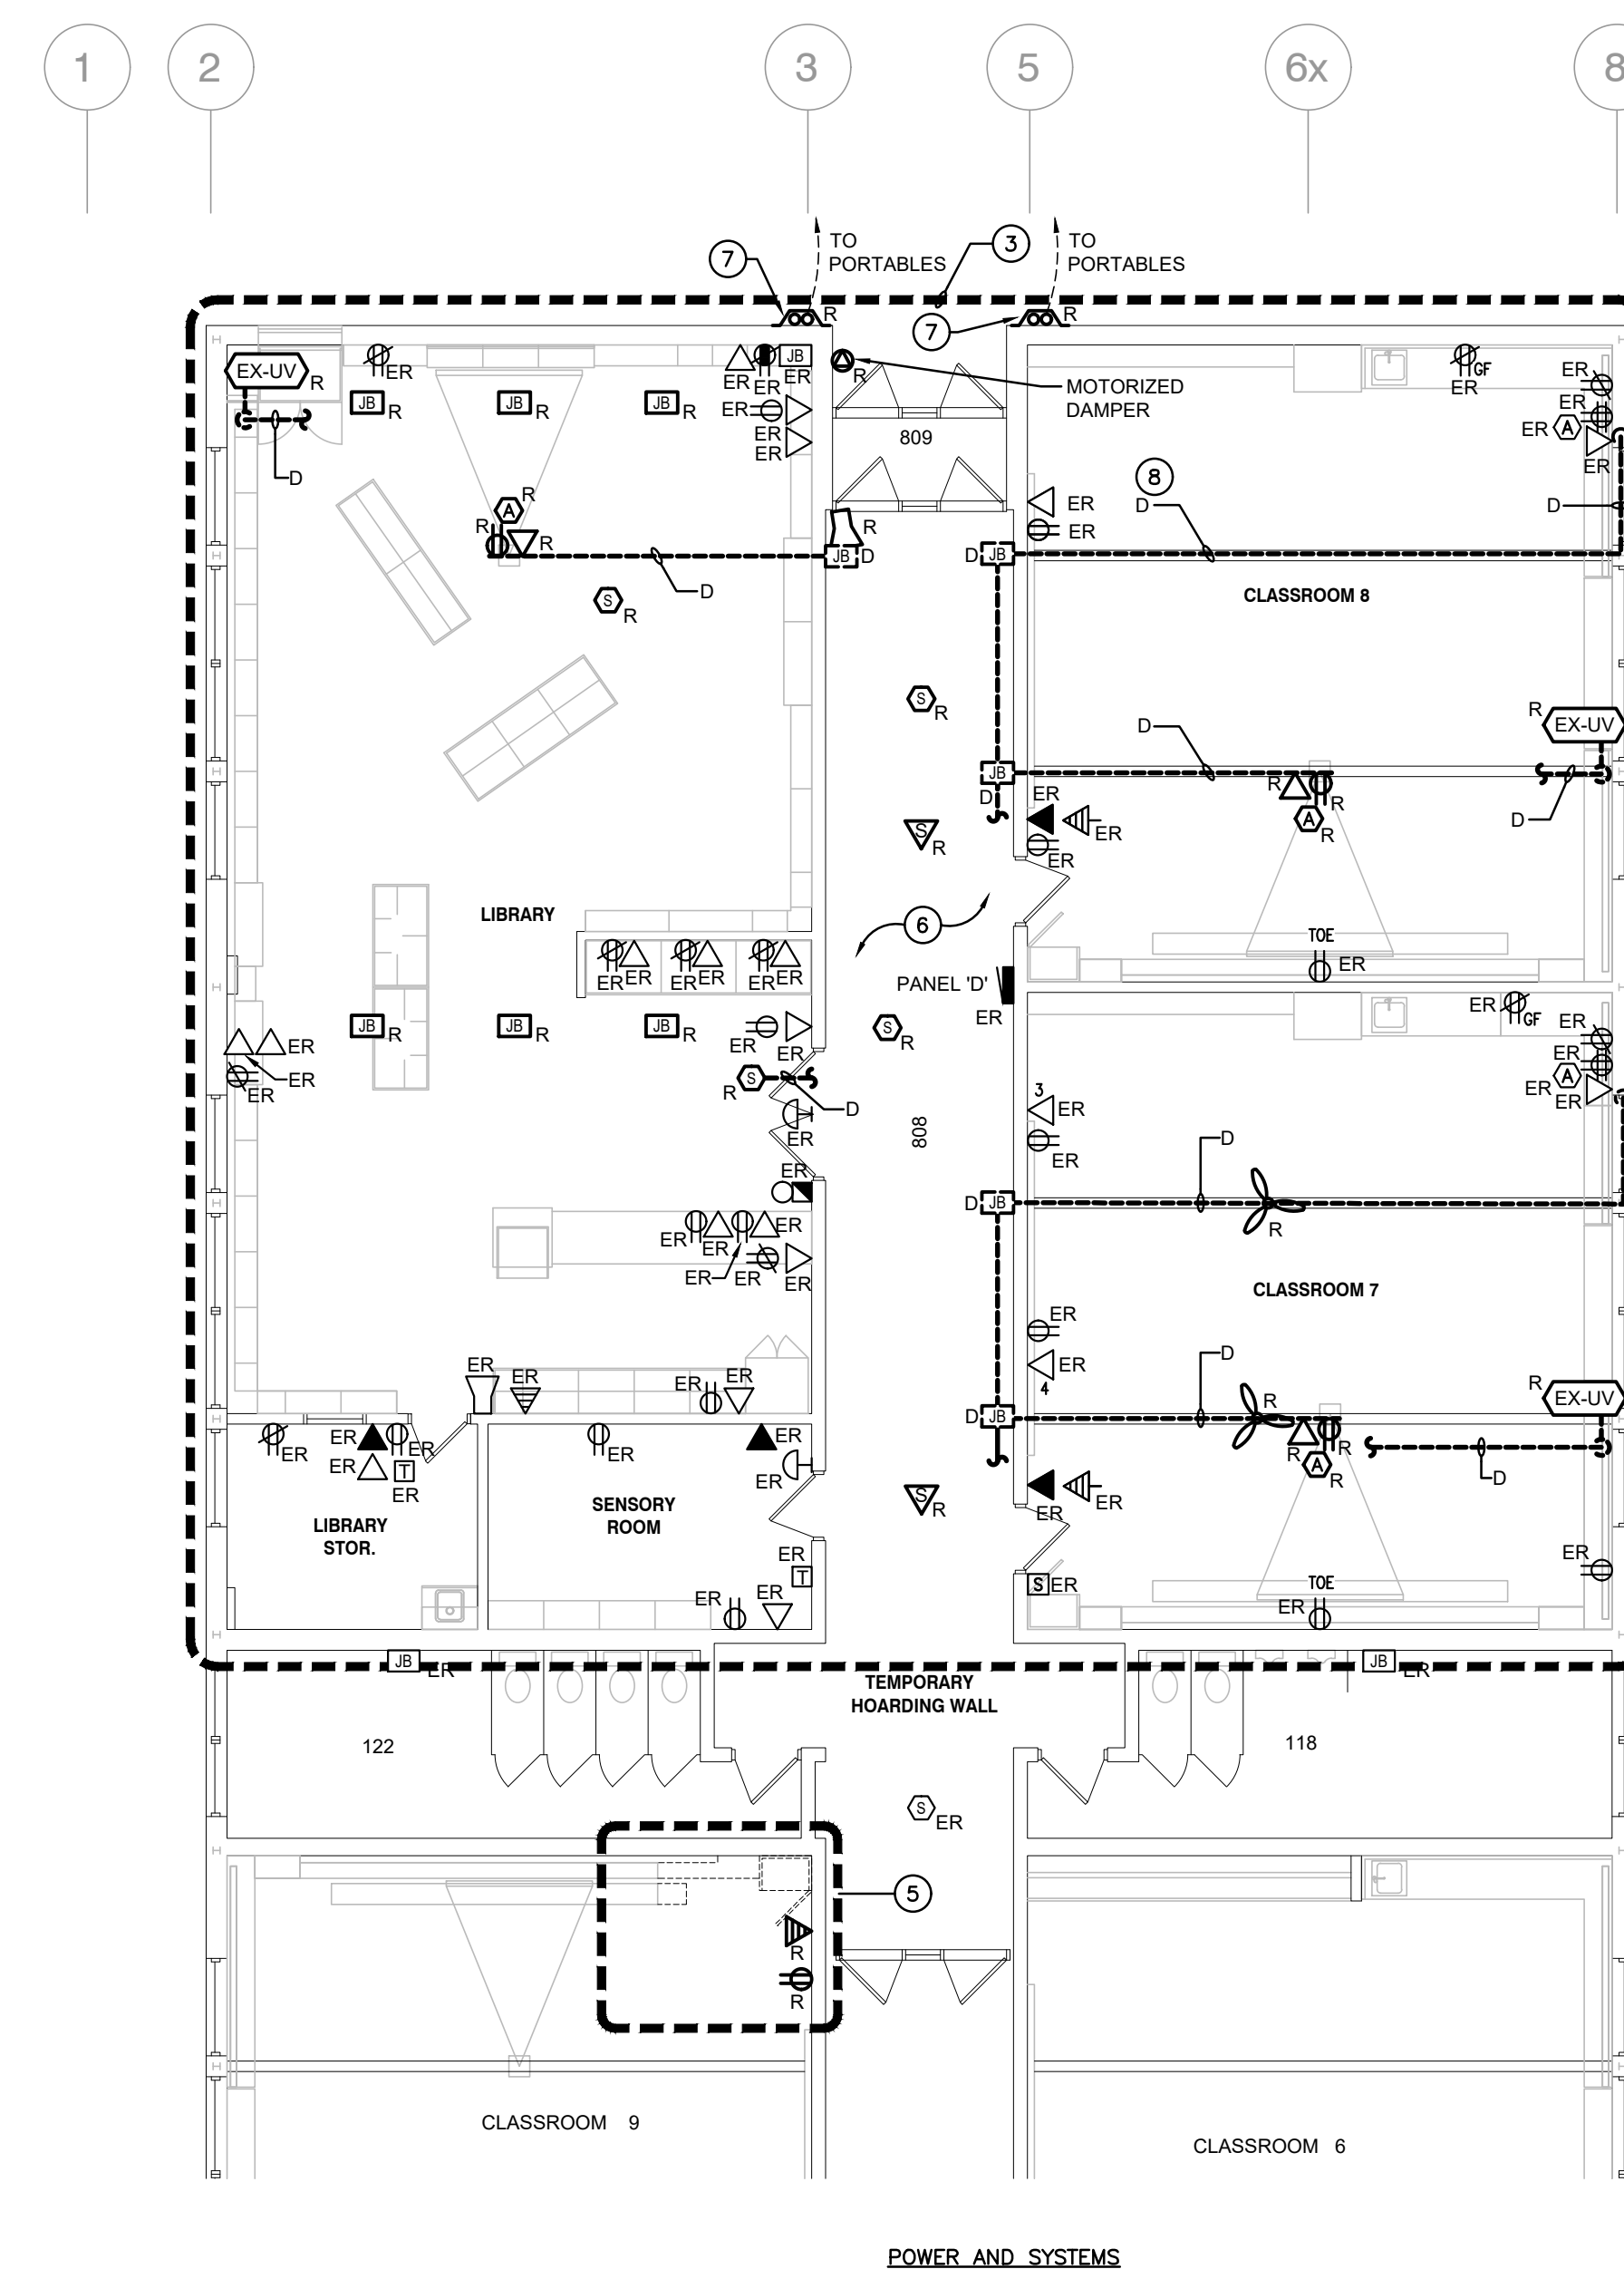 1 2 3 5 6x 8
TO
PORTABLES
TO
PORTABLES
7 3
7
R R
EX-UV R
ER
JB R JB R JB R
ER ER JB ER
R
MOTORIZED
DAMPER
809
ER
ER
ER
GF
ER
ER
ER
ER A
ER
D
A R
R R
R
JB D
D
S R
ER
ER
8
D
D JB
D
CLASSROOM 8
S R
D
JB
D
R EX-UV
D
R R
A R
S R
ER
ER
ER
LIBRARY
6
TOE
ER
ER ER ER ER ER ER
PANEL 'D'
ER
JB R JB R JB R
ER ER
S R
ER
ER
ER
S R
D
ER
ER
808
ER GF
ER
ER
ER A
ER
3
ER
ER
D
D JB
R
ER ER ER
ER ER ER ER
CLASSROOM 7
ER
ER
4
D
R
D JB
R EX-UV
R R
A R
D
ER ER ER ER
ER ER ER
ER ER
ER T
ER
ER
LIBRARY
STOR.
SENSORY
ROOM
S R
ER ER
ER
T
ER ER
S ER
ER
TOE
ER
JB ER
JB ER
TEMPORARY
HOARDING WALL
122
118
S ER
5
R
R
CLASSROOM 9
CLASSROOM 6
POWER AND SYSTEMS